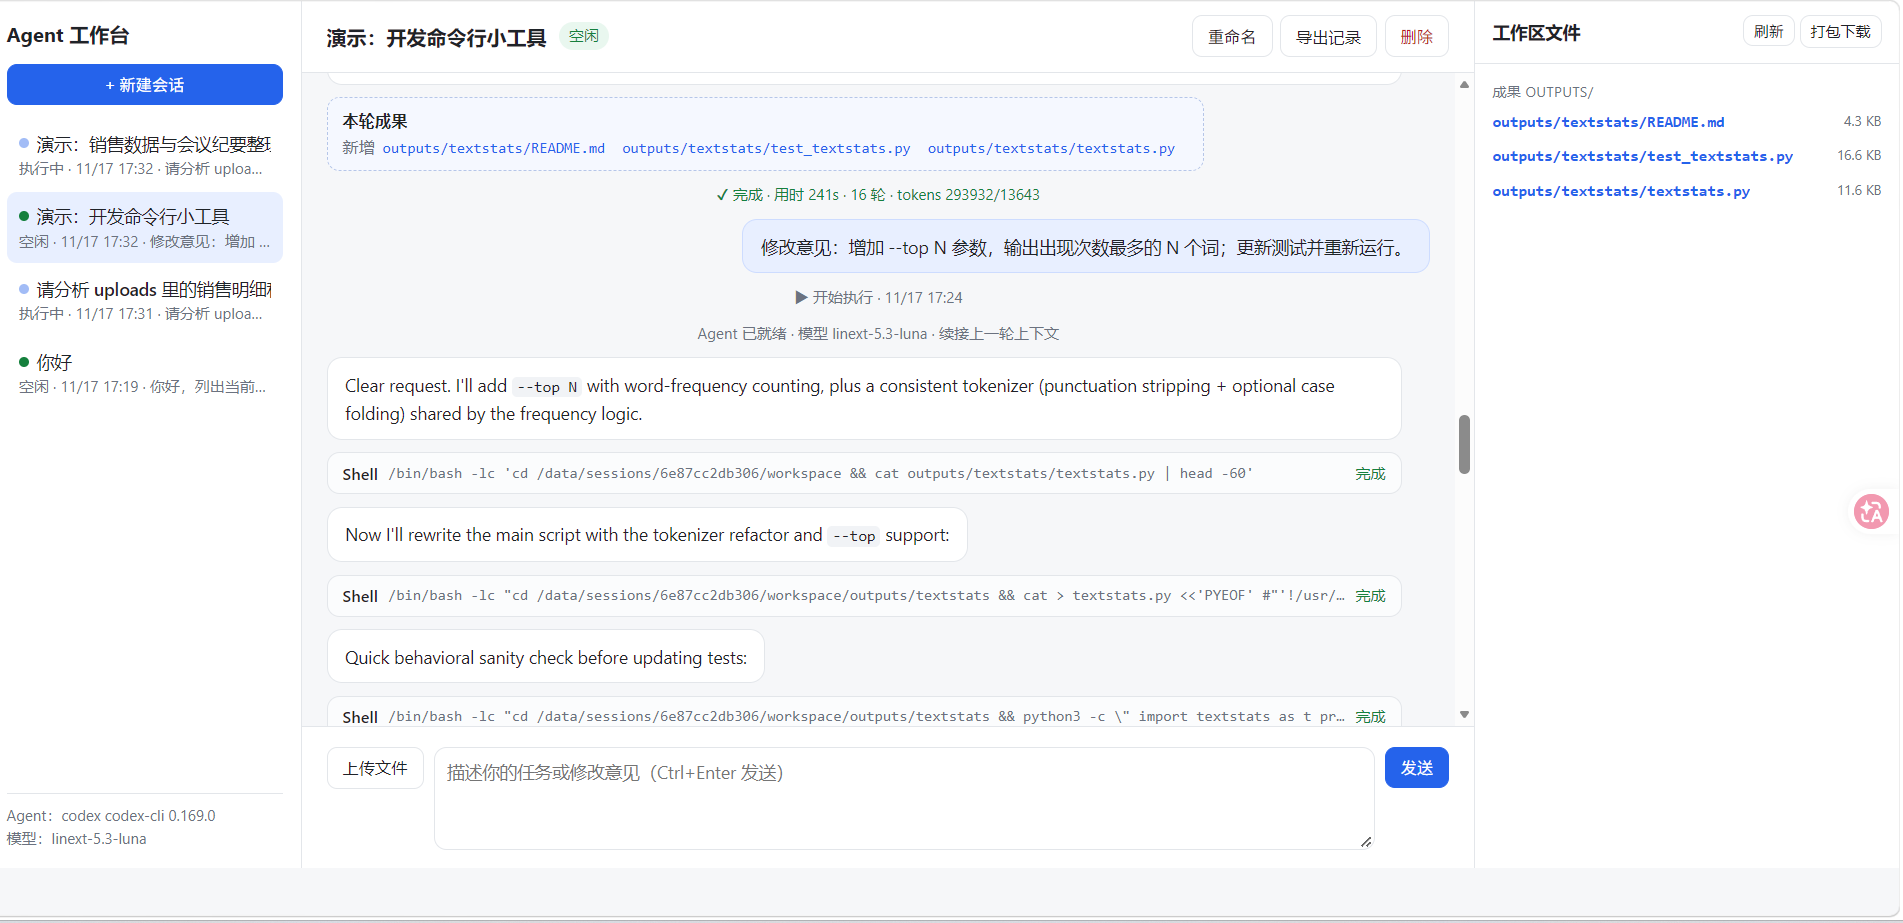 Agent 工作台
+ 新建会话
演示：销售数据与会议纪要整
执行中 · 11/17 17:32 · 请分析 uploa...
演示：开发命令行小工具
空闲 · 11/17 17:32 · 修改意见：增加 ...
请分析 uploads 里的销售明细
执行中 · 11/17 17:31 · 请分析 uploa...
你好
空闲 · 11/17 17:19 · 你好，列出当前...
Agent：codex codex-cli 0.169.0
模型：linext-5.3-luna
演示：开发命令行小工具 空闲
重命名 导出记录 删除
本轮成果
新增 outputs/textstats/README.md outputs/textstats/test_textstats.py outputs/textstats/textstats.py
✓ 完成 · 用时 241s · 16 轮 · tokens 293932/13643
修改意见：增加 --top N 参数，输出出现次数最多的 N 个词；更新测试并重新运行。
▶ 开始执行 · 11/17 17:24
Agent 已就绪 · 模型 linext-5.3-luna · 续接上一轮上下文
Clear request. I'll add --top N with word-frequency counting, plus a consistent tokenizer (punctuation stripping + optional case
folding) shared by the frequency logic.
Shell /bin/bash -lc 'cd /data/sessions/6e87cc2db306/workspace && cat outputs/textstats/textstats.py | head -60' 完成
Now I'll rewrite the main script with the tokenizer refactor and --top support:
Shell /bin/bash -lc "cd /data/sessions/6e87cc2db306/workspace/outputs/textstats && cat > textstats.py <<'PYEOF' #"'!/usr/... 完成
Quick behavioral sanity check before updating tests:
Shell /bin/bash -lc "cd /data/sessions/6e87cc2db306/workspace/outputs/textstats && python3 -c \" import textstats as t pr... 完成
上传文件
描述你的任务或修改意见（Ctrl+Enter 发送）
发送
工作区文件 刷新 打包下载
成果 OUTPUTS/
outputs/textstats/README.md 4.3 KB
outputs/textstats/test_textstats.py 16.6 KB
outputs/textstats/textstats.py 11.6 KB